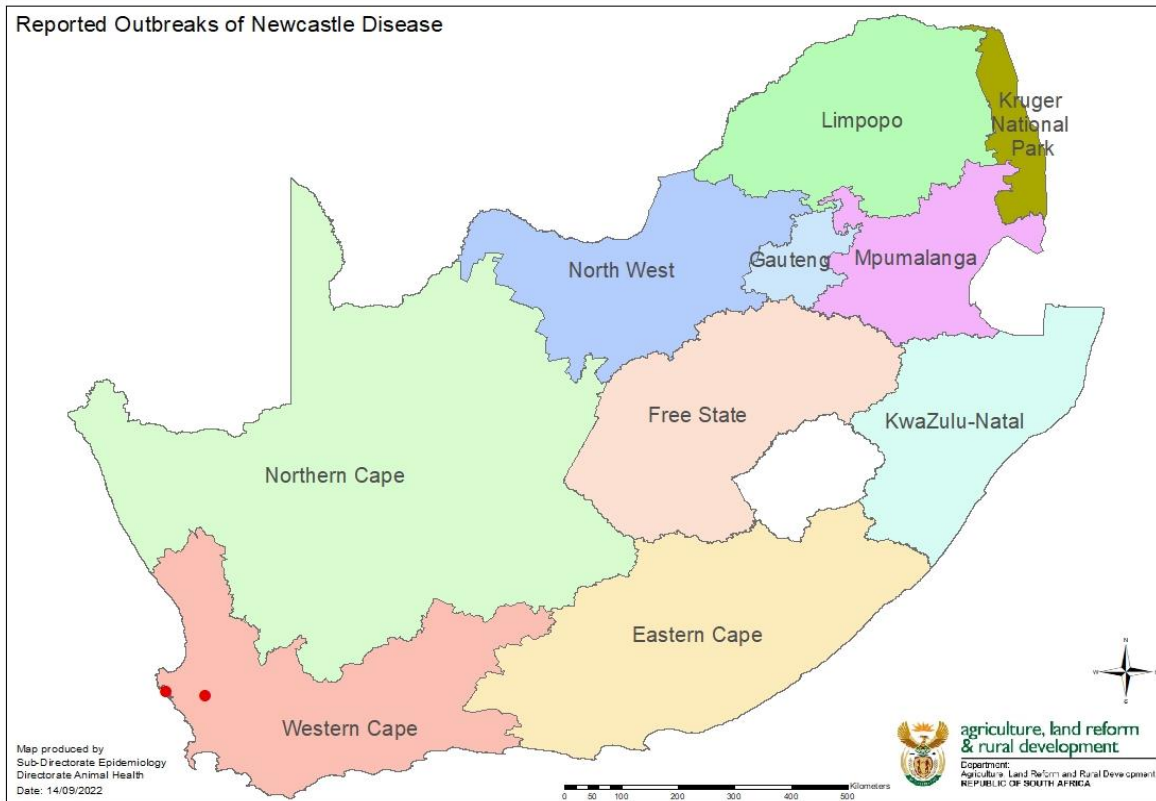 Reported Outbreaks of Newcastle Disease
Limpopo
Kruger
National
Park
North West
Gauteng
Mpumalanga
Free State
KwaZulu-Natal
Northern Cape
Eastern Cape
Western Cape
N
W
E
S
Map produced by
Sub-Directorate Epidemiology
Directorate Animal Health
Date: 14/09/2022
Kilometers
0 50 100 200 300 400 500
agriculture, land reform
& rural development
Department:
Agriculture, Land Reform and Rural Development
REPUBLIC OF SOUTH AFRICA